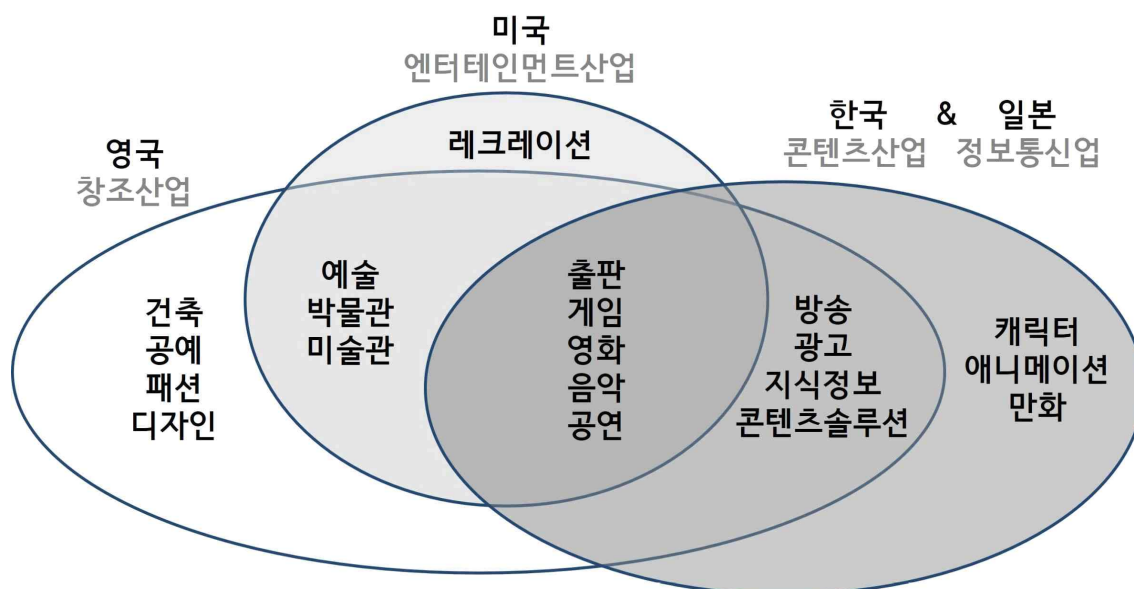 미국
엔터테인먼트산업
한국 & 일본
콘텐츠산업 정보통신업
영국
창조산업
레크레이션
예술
박물관
미술관
건축
공예
패션
디자인
출판
게임
영화
음악
공연
방송
광고
지식정보
콘텐츠솔루션
캐릭터
애니메이션
만화